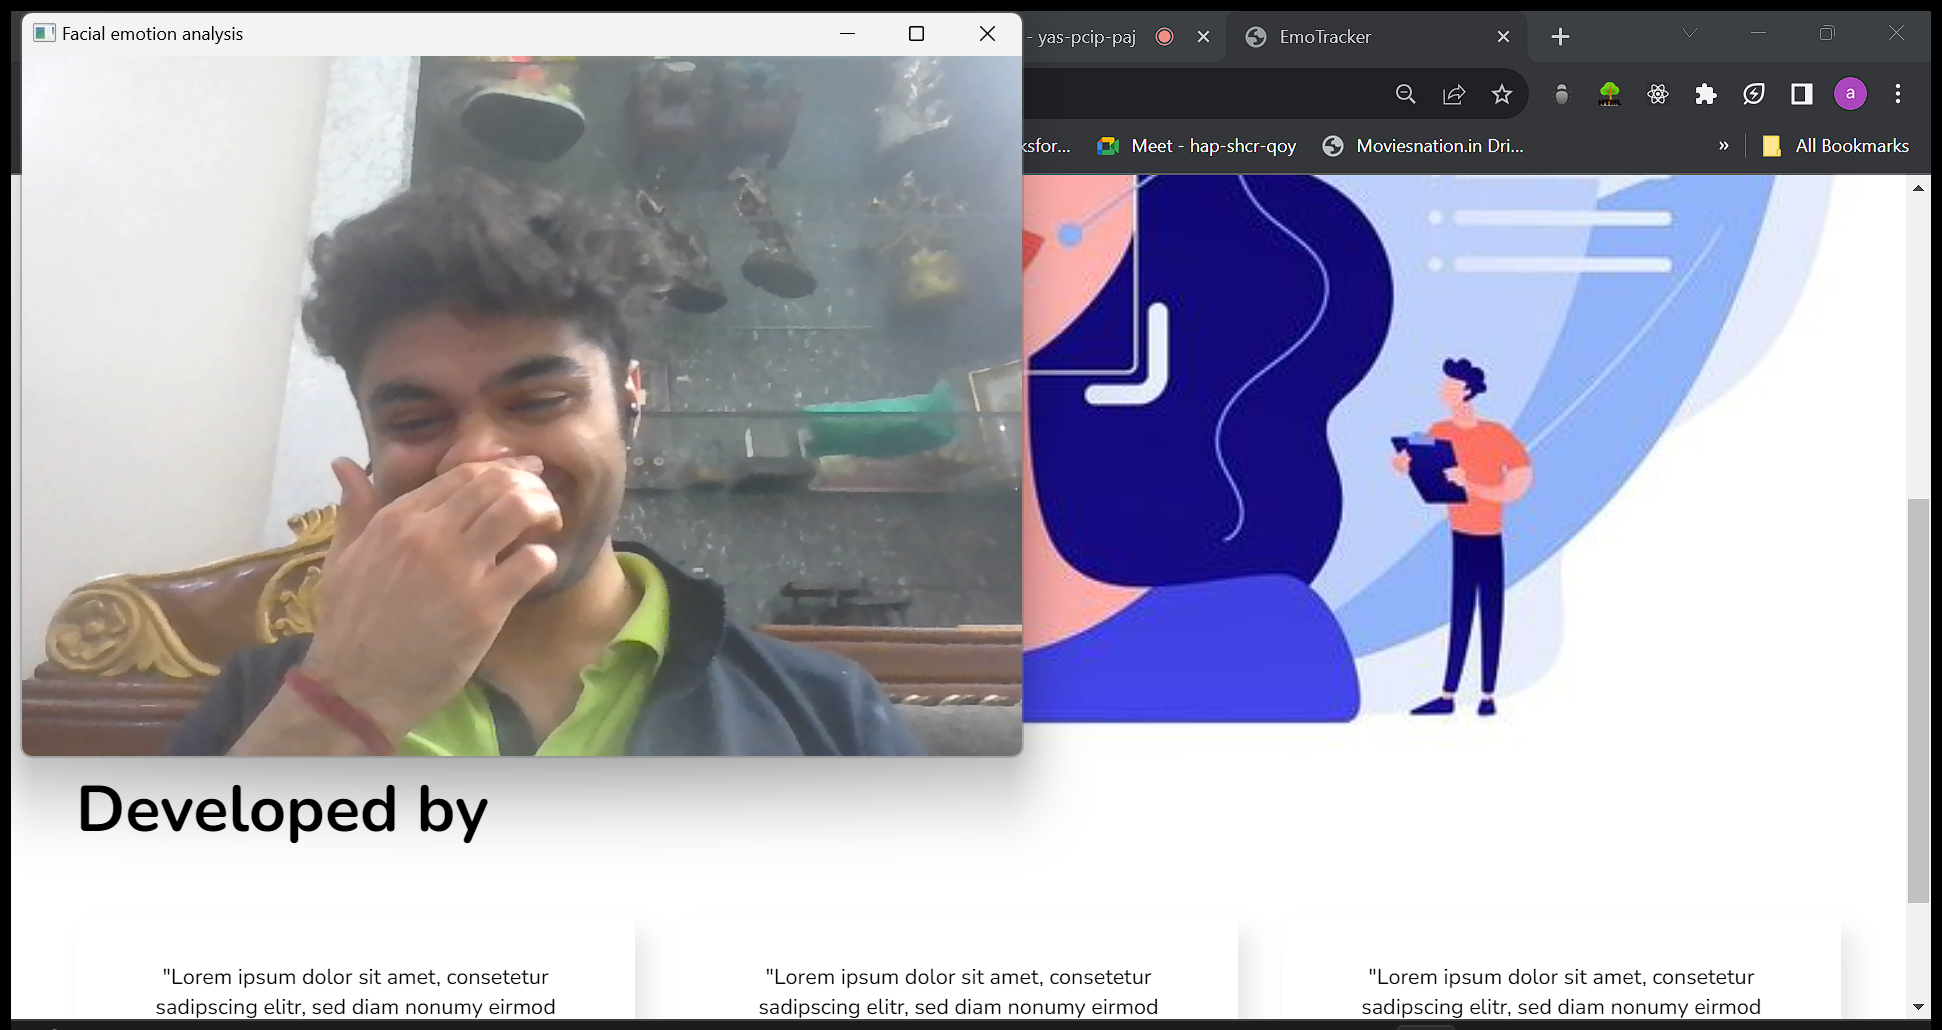 Facial emotion analysis
- yas-pcip-paj
EmoTracker
a
ksfor...
Meet - hap-shcr-qoy
Moviesnation.in Dri...
»
All Bookmarks
Developed by
"Lorem ipsum dolor sit amet, consetetur
sadipscing elitr, sed diam nonumy eirmod
"Lorem ipsum dolor sit amet, consetetur
sadipscing elitr, sed diam nonumy eirmod
"Lorem ipsum dolor sit amet, consetetur
sadipscing elitr, sed diam nonumy eirmod